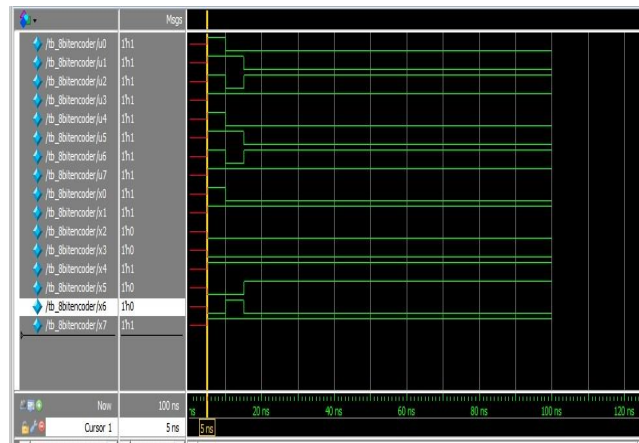 Msgs
/tb_8bitencoder/u0 1'h1
/tb_8bitencoder/u1 1'h1
/tb_8bitencoder/u2 1'h1
/tb_8bitencoder/u3 1'h1
/tb_8bitencoder/u4 1'h1
/tb_8bitencoder/u5 1'h1
/tb_8bitencoder/u6 1'h1
/tb_8bitencoder/u7 1'h1
/tb_8bitencoder/x0 1'h1
/tb_8bitencoder/x1 1'h1
/tb_8bitencoder/x2 1'h0
/tb_8bitencoder/x3 1'h0
/tb_8bitencoder/x4 1'h1
/tb_8bitencoder/x5 1'h0
/tb_8bitencoder/x6 1'h0
/tb_8bitencoder/x7 1'h1
Now 100 ns ns 20 ns 40 ns 60 ns 80 ns 100 ns 120 ns
Cursor 1 5 ns 5 ns